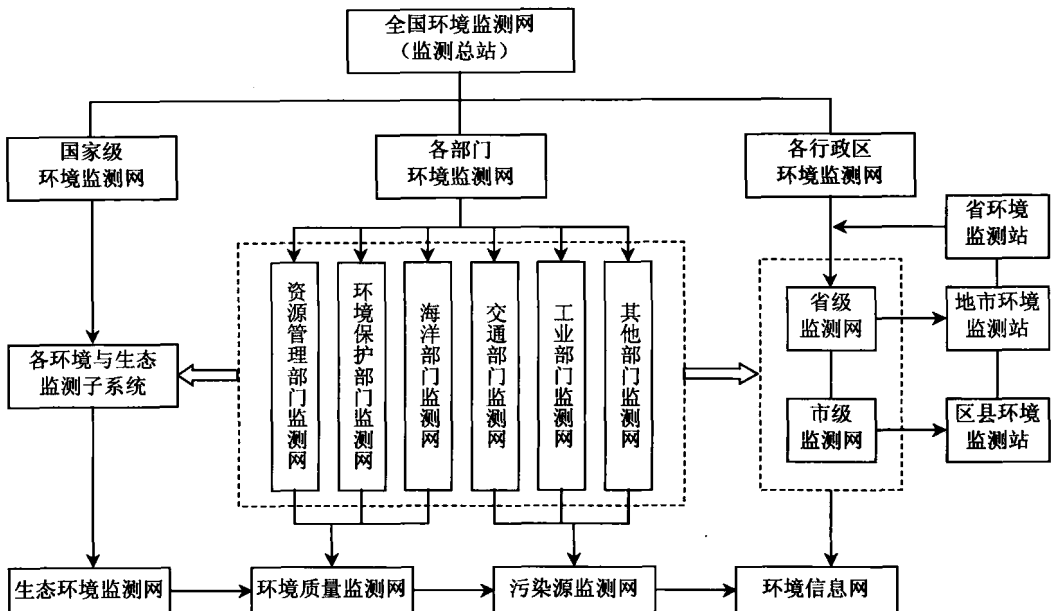 全国环境监测网
（监测总站）
国家级
环境监测网
各部门
环境监测网
各行政区
环境监测网
省环境
监测站
资源管理部门监测网
环境保护部门监测网
海洋部门监测网
交通部门监测网
工业部门监测网
其他部门监测网
省级
监测网
地市环境
监测站
各环境与生态
监测子系统
市级
监测网
区县环境
监测站
生态环境监测网
环境质量监测网
污染源监测网
环境信息网